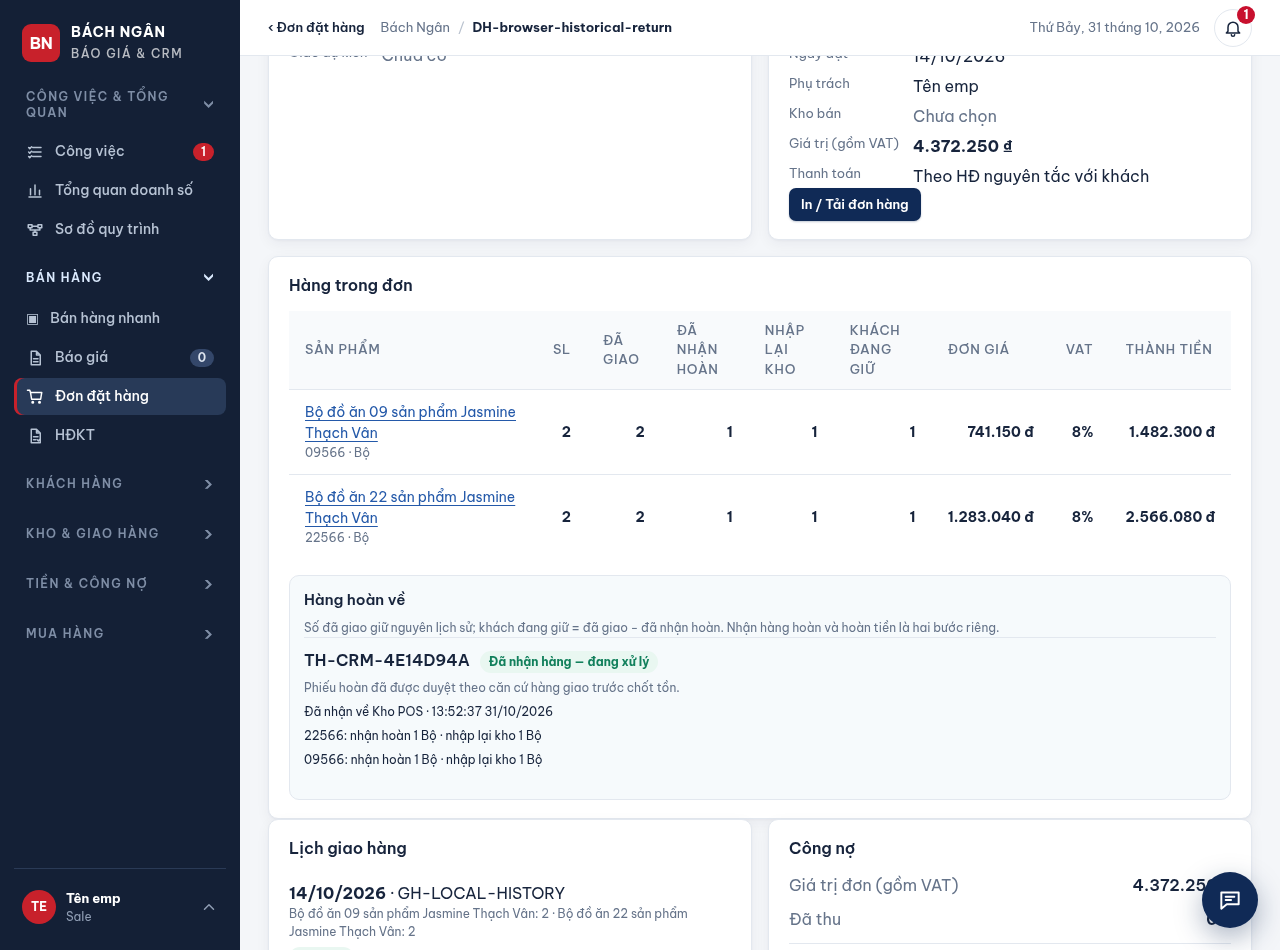 BN
BÁCH NGÂN
BÁO GIÁ & CRM
CÔNG VIỆC & TỔNG QUAN
Công việc 1
Tổng quan doanh số
Sơ đồ quy trình
BÁN HÀNG
Bán hàng nhanh
Báo giá 0
Đơn đặt hàng
HĐKT
KHÁCH HÀNG
KHO & GIAO HÀNG
TIỀN & CÔNG NỢ
MUA HÀNG
TE
Tên emp
Sale
‹ Đơn đặt hàng Bách Ngân / DH-browser-historical-return
Thứ Bảy, 31 tháng 10, 2026 1
Chưa có
14/10/2026
Phụ trách Tên emp
Kho bán Chưa chọn
Giá trị (gồm VAT) 4.372.250 đ
Thanh toán Theo HĐ nguyên tắc với khách
In / Tải đơn hàng
Hàng trong đơn
SẢN PHẨM SL ĐÃ GIAO ĐÃ NHẬN HOÀN NHẬP LẠI KHO KHÁCH ĐANG GIỮ ĐƠN GIÁ VAT THÀNH TIỀN
Bộ đồ ăn 09 sản phẩm Jasmine
Thạch Vân
09566 · Bộ
2 2 1 1 1 741.150 đ 8% 1.482.300 đ
Bộ đồ ăn 22 sản phẩm Jasmine
Thạch Vân
22566 · Bộ
2 2 1 1 1 1.283.040 đ 8% 2.566.080 đ
Hàng hoàn về
Số đã giao giữ nguyên lịch sử; khách đang giữ = đã giao − đã nhận hoàn. Nhận hàng hoàn và hoàn tiền là hai bước riêng.
TH-CRM-4E14D94A Đã nhận hàng — đang xử lý
Phiếu hoàn đã được duyệt theo căn cứ hàng giao trước chốt tồn.
Đã nhận về Kho POS · 13:52:37 31/10/2026
22566: nhận hoàn 1 Bộ · nhập lại kho 1 Bộ
09566: nhận hoàn 1 Bộ · nhập lại kho 1 Bộ
Lịch giao hàng
14/10/2026 · GH-LOCAL-HISTORY
Bộ đồ ăn 09 sản phẩm Jasmine Thạch Vân: 2 · Bộ đồ ăn 22 sản phẩm
Jasmine Thạch Vân: 2
Công nợ
Giá trị đơn (gồm VAT) 4.372.25
Đã thu